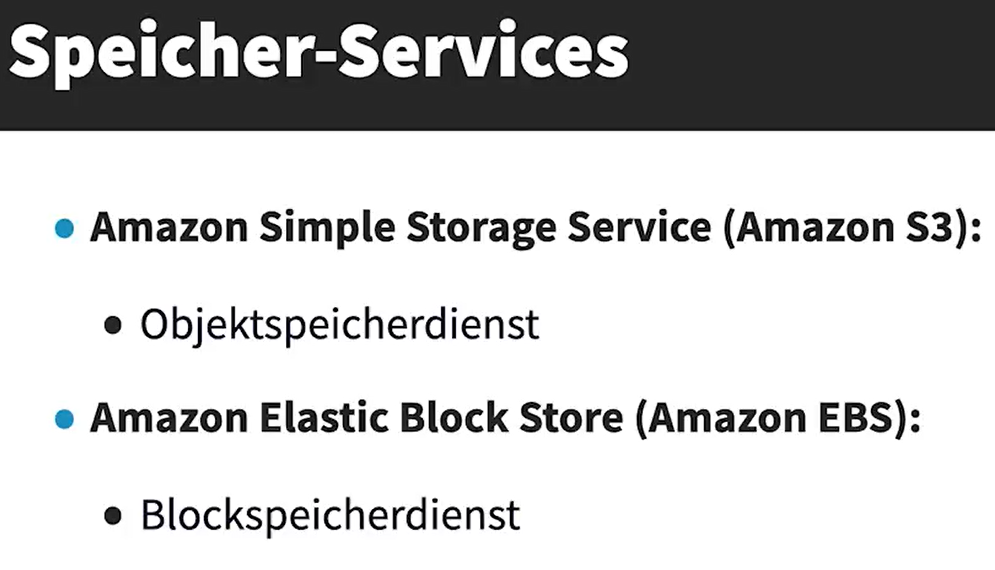 Speicher-Services
Amazon Simple Storage Service (Amazon S3):
Objektspeicherdienst
Amazon Elastic Block Store (Amazon EBS):
Blockspeicherdienst